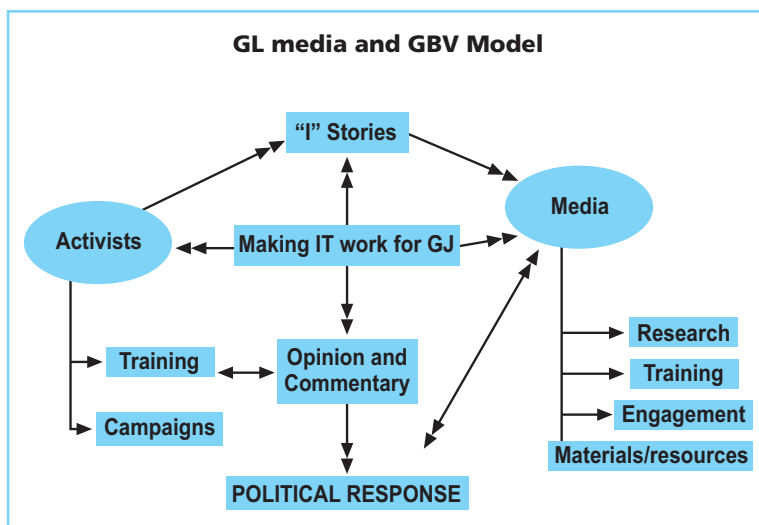 GL media and GBV Model
“I” Stories
Activists
Making IT work for GJ
Media
Training
Opinion and
Commentary
Campaigns
POLITICAL RESPONSE
Research
Training
Engagement
Materials/resources